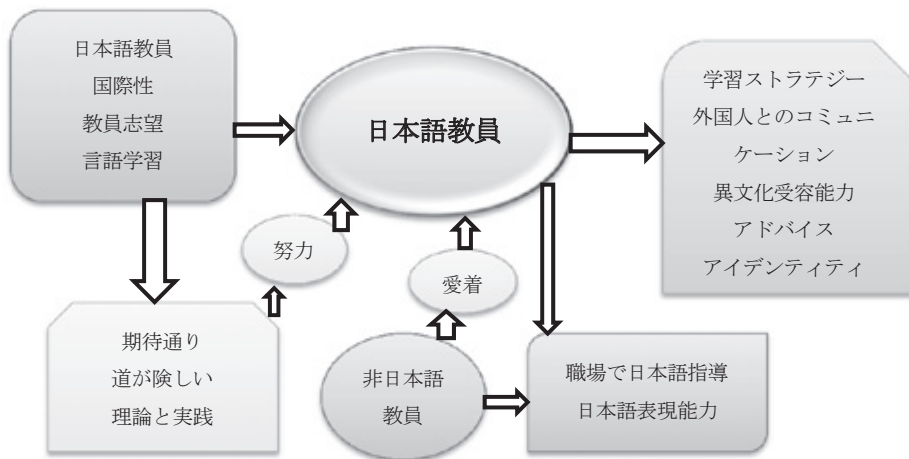 日本語教員
国際性
教員志望
言語学習
日本語教員
学習ストラテジー
外国人とのコミュニ
ケーション
異文化受容能力
アドバイス
アイデンティティ
努力
愛着
期待通り
道が険しい
理論と実践
非日本語
教員
職場で日本語指導
日本語表現能力